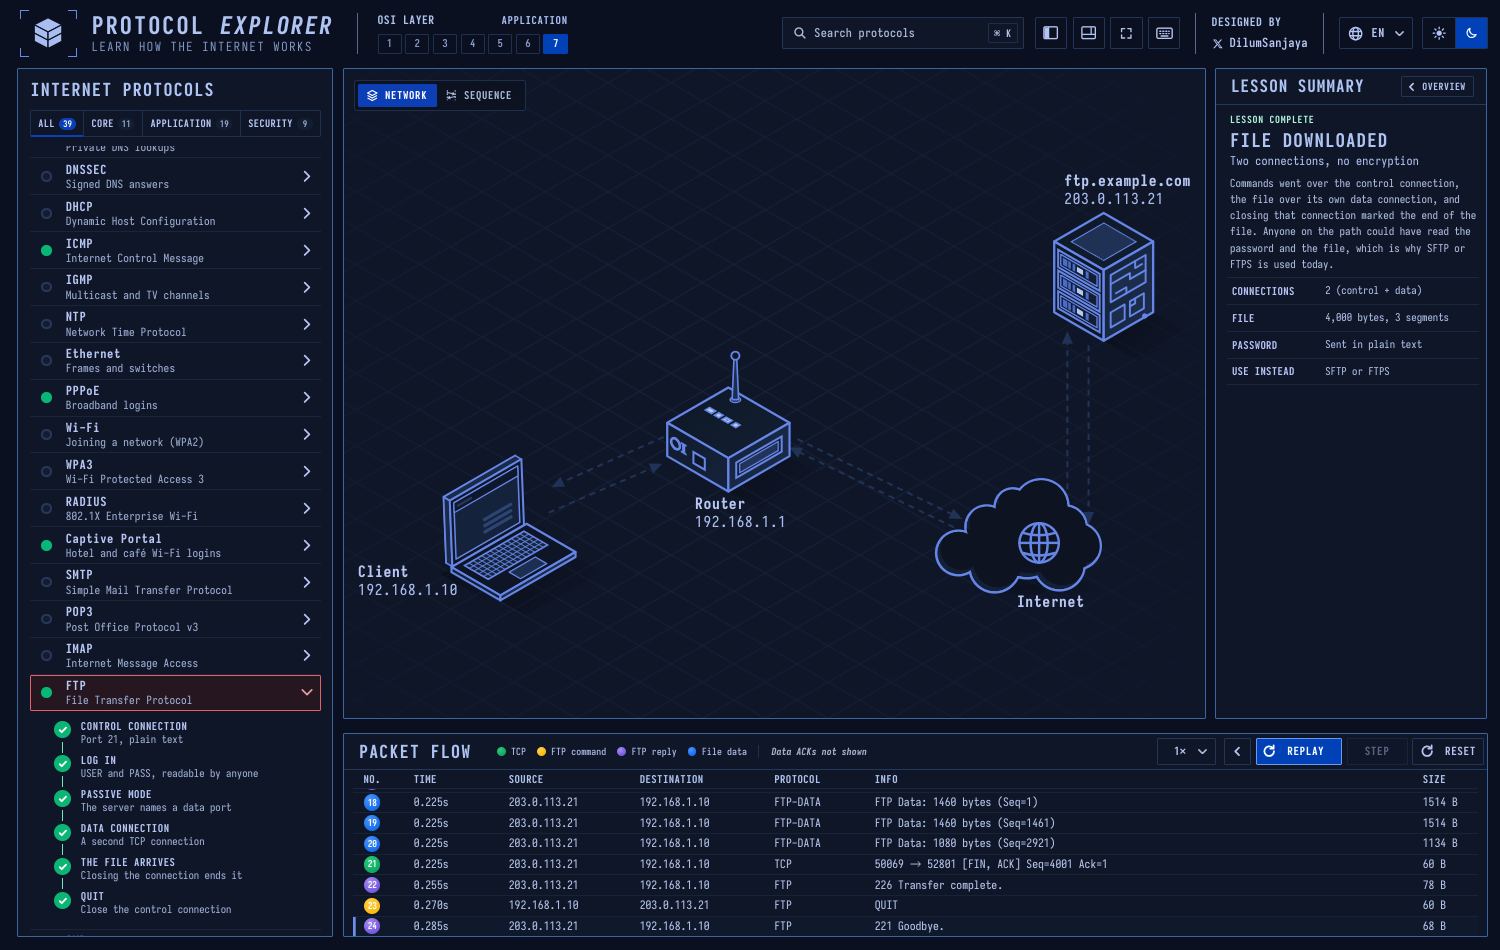 PROTOCOL EXPLORER
LEARN HOW THE INTERNET WORKS
OSI LAYER APPLICATION
1 2 3 4 5 6 7
Search protocols ⌘ K
DESIGNED BY
DilumSanjaya
EN
INTERNET PROTOCOLS
ALL 39 CORE 11 APPLICATION 19 SECURITY 9
Private DNS lookups
DNSSEC
Signed DNS answers
DHCP
Dynamic Host Configuration
ICMP
Internet Control Message
IGMP
Multicast and TV channels
NTP
Network Time Protocol
Ethernet
Frames and switches
PPPoE
Broadband logins
Wi-Fi
Joining a network (WPA2)
WPA3
Wi-Fi Protected Access 3
RADIUS
802.1X Enterprise Wi-Fi
Captive Portal
Hotel and café Wi-Fi logins
SMTP
Simple Mail Transfer Protocol
POP3
Post Office Protocol v3
IMAP
Internet Message Access
FTP
File Transfer Protocol
CONTROL CONNECTION
Port 21, plain text
LOG IN
USER and PASS, readable by anyone
PASSIVE MODE
The server names a data port
DATA CONNECTION
A second TCP connection
THE FILE ARRIVES
Closing the connection ends it
QUIT
Close the control connection
NETWORK SEQUENCE
ftp.example.com
203.0.113.21
Router
192.168.1.1
Client
192.168.1.10
Internet
LESSON SUMMARY OVERVIEW
LESSON COMPLETE
FILE DOWNLOADED
Two connections, no encryption
Commands went over the control connection,
the file over its own data connection, and
closing that connection marked the end of the
file. Anyone on the path could have read the
password and the file, which is why SFTP or
FTPS is used today.
CONNECTIONS 2 (control + data)
FILE 4,000 bytes, 3 segments
PASSWORD Sent in plain text
USE INSTEAD SFTP or FTPS
PACKET FLOW TCP FTP command FTP reply File data Data ACKs not shown 1× REPLAY STEP RESET
NO. TIME SOURCE DESTINATION PROTOCOL INFO SIZE
18 0.225s 203.0.113.21 192.168.1.10 FTP-DATA FTP Data: 1460 bytes (Seq=1) 1514 B
19 0.225s 203.0.113.21 192.168.1.10 FTP-DATA FTP Data: 1460 bytes (Seq=1461) 1514 B
20 0.225s 203.0.113.21 192.168.1.10 FTP-DATA FTP Data: 1080 bytes (Seq=2921) 1134 B
21 0.225s 203.0.113.21 192.168.1.10 TCP 50069 → 52801 [FIN, ACK] Seq=4001 Ack=1 60 B
22 0.255s 203.0.113.21 192.168.1.10 FTP 226 Transfer complete. 78 B
23 0.270s 192.168.1.10 203.0.113.21 FTP QUIT 60 B
24 0.285s 203.0.113.21 192.168.1.10 FTP 221 Goodbye. 68 B